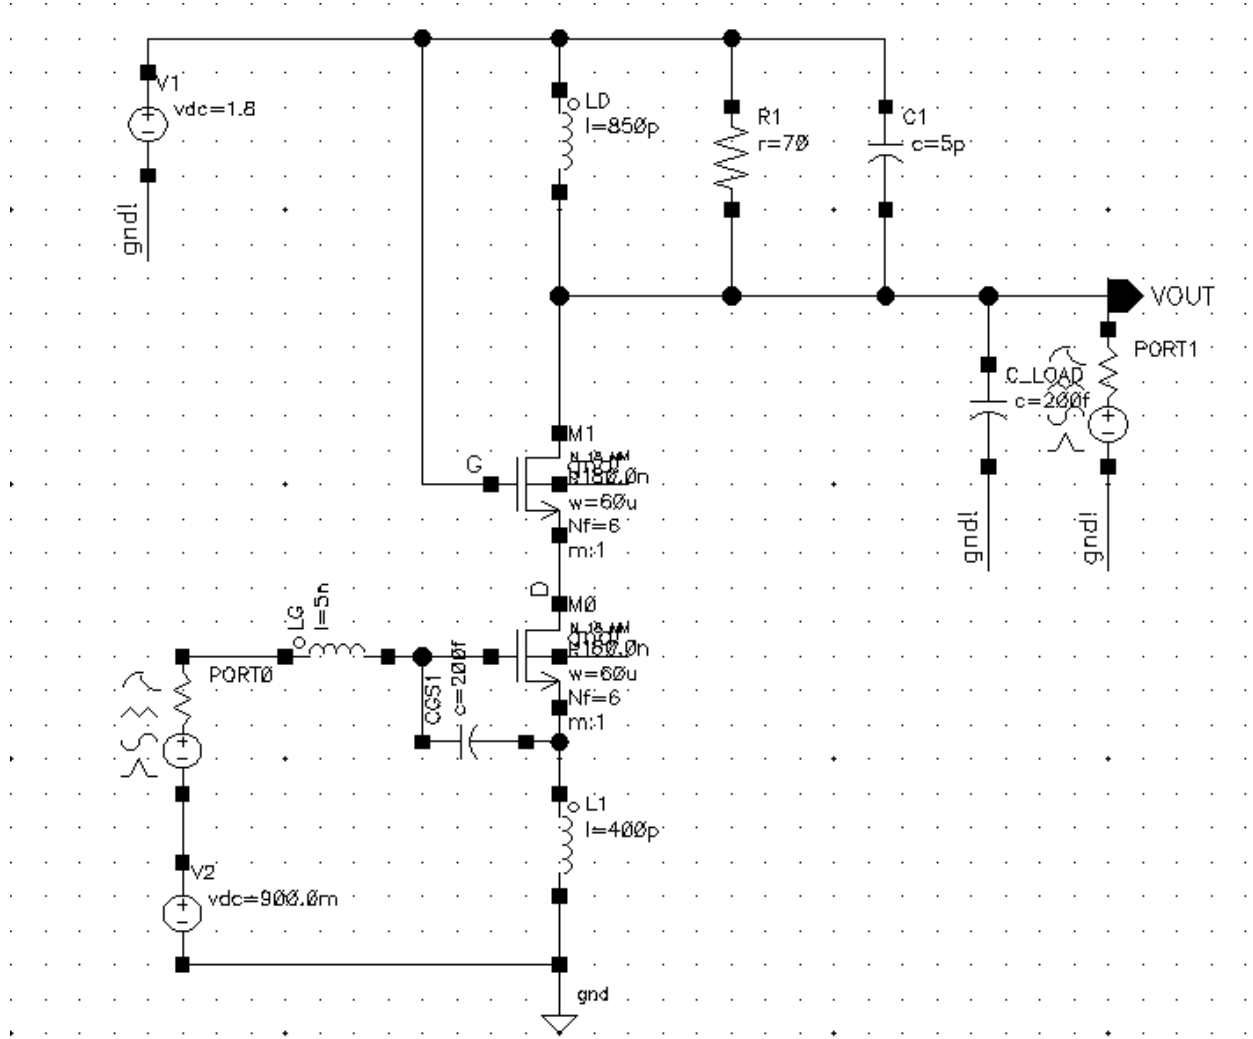 V1
vdc=1.8
gnd!
LD
l=850p
R1
r=70
C1
c=5p
VOUT
PORT1
C_LOAD
c=200f
gnd!
gnd!
G
M1
w=60u
Nf=6
m:1
D
M0
w=60u
Nf=6
m:1
LG
l=5n
PORT0
CGS1
c=200f
L1
l=400p
V2
vdc=900.0m
gnd